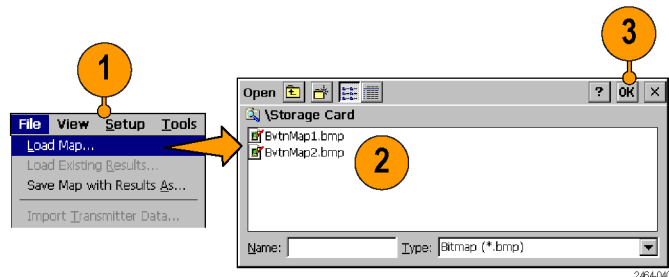 1
3
File View Setup Tools
Load Map...
Load Existing Results...
Save Map with Results As...
Import Transmitter Data...
Open ? OK ×
\Storage Card
BvtnMap1.bmp
BvtnMap2.bmp
2
Name: Type: Bitmap (*.bmp)